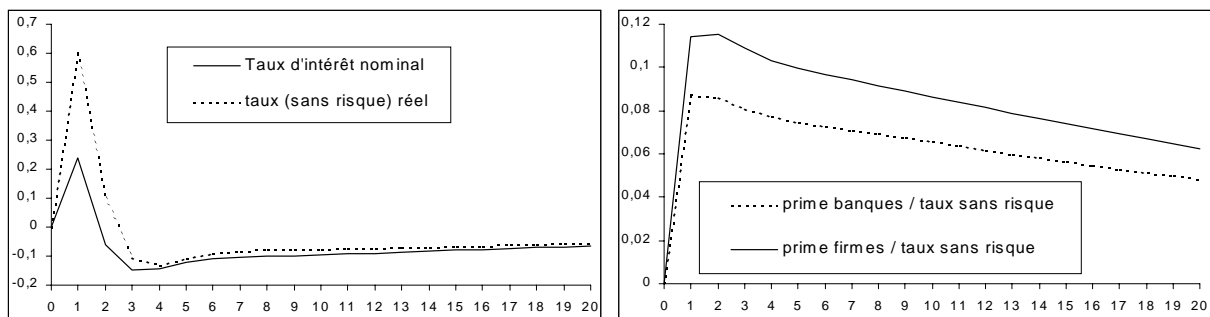 0,7
0,6
0,5
0,4
0,3
0,2
0,1
0
-0,1
-0,2
Taux d'intérêt nominal
taux (sans risque) réel
0 1 2 3 4 5 6 7 8 9 10 11 12 13 14 15 16 17 18 19 20
0,12
0,1
0,08
0,06
0,04
0,02
0
prime banques / taux sans risque
prime firmes / taux sans risque
0 1 2 3 4 5 6 7 8 9 10 11 12 13 14 15 16 17 18 19 20